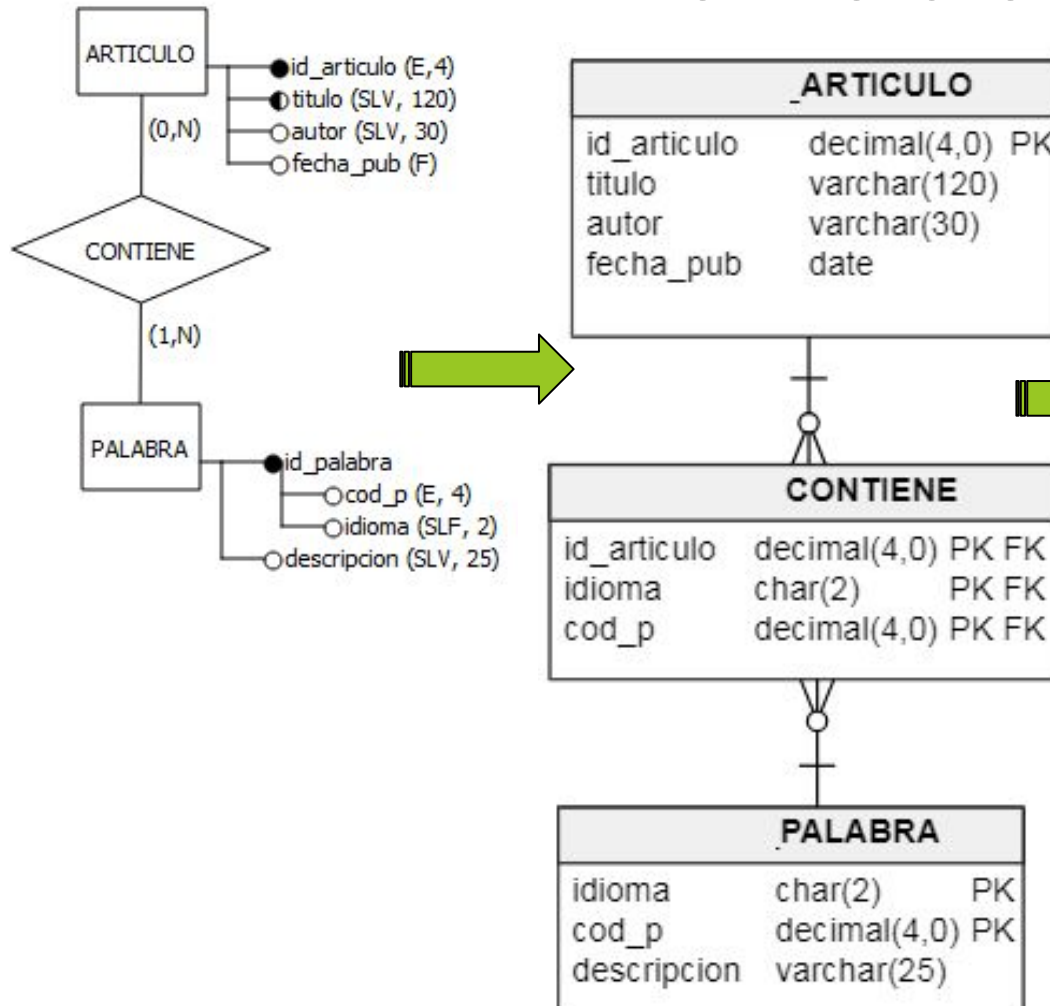 ARTICULO
id_articulo (E,4)
titulo (SLV, 120)
autor (SLV, 30)
fecha_pub (F)
(0,N)
CONTIENE
(1,N)
PALABRA
id_palabra
cod_p (E, 4)
idioma (SLF, 2)
descripcion (SLV, 25)
_ARTICULO
id_articulo decimal(4,0) PK
titulo varchar(120)
autor varchar(30)
fecha_pub date
CONTIENE
id_articulo decimal(4,0) PK FK
idioma char(2) PK FK
cod_p decimal(4,0) PK FK
PALABRA
idioma char(2) PK
cod_p decimal(4,0) PK
descripcion varchar(25)